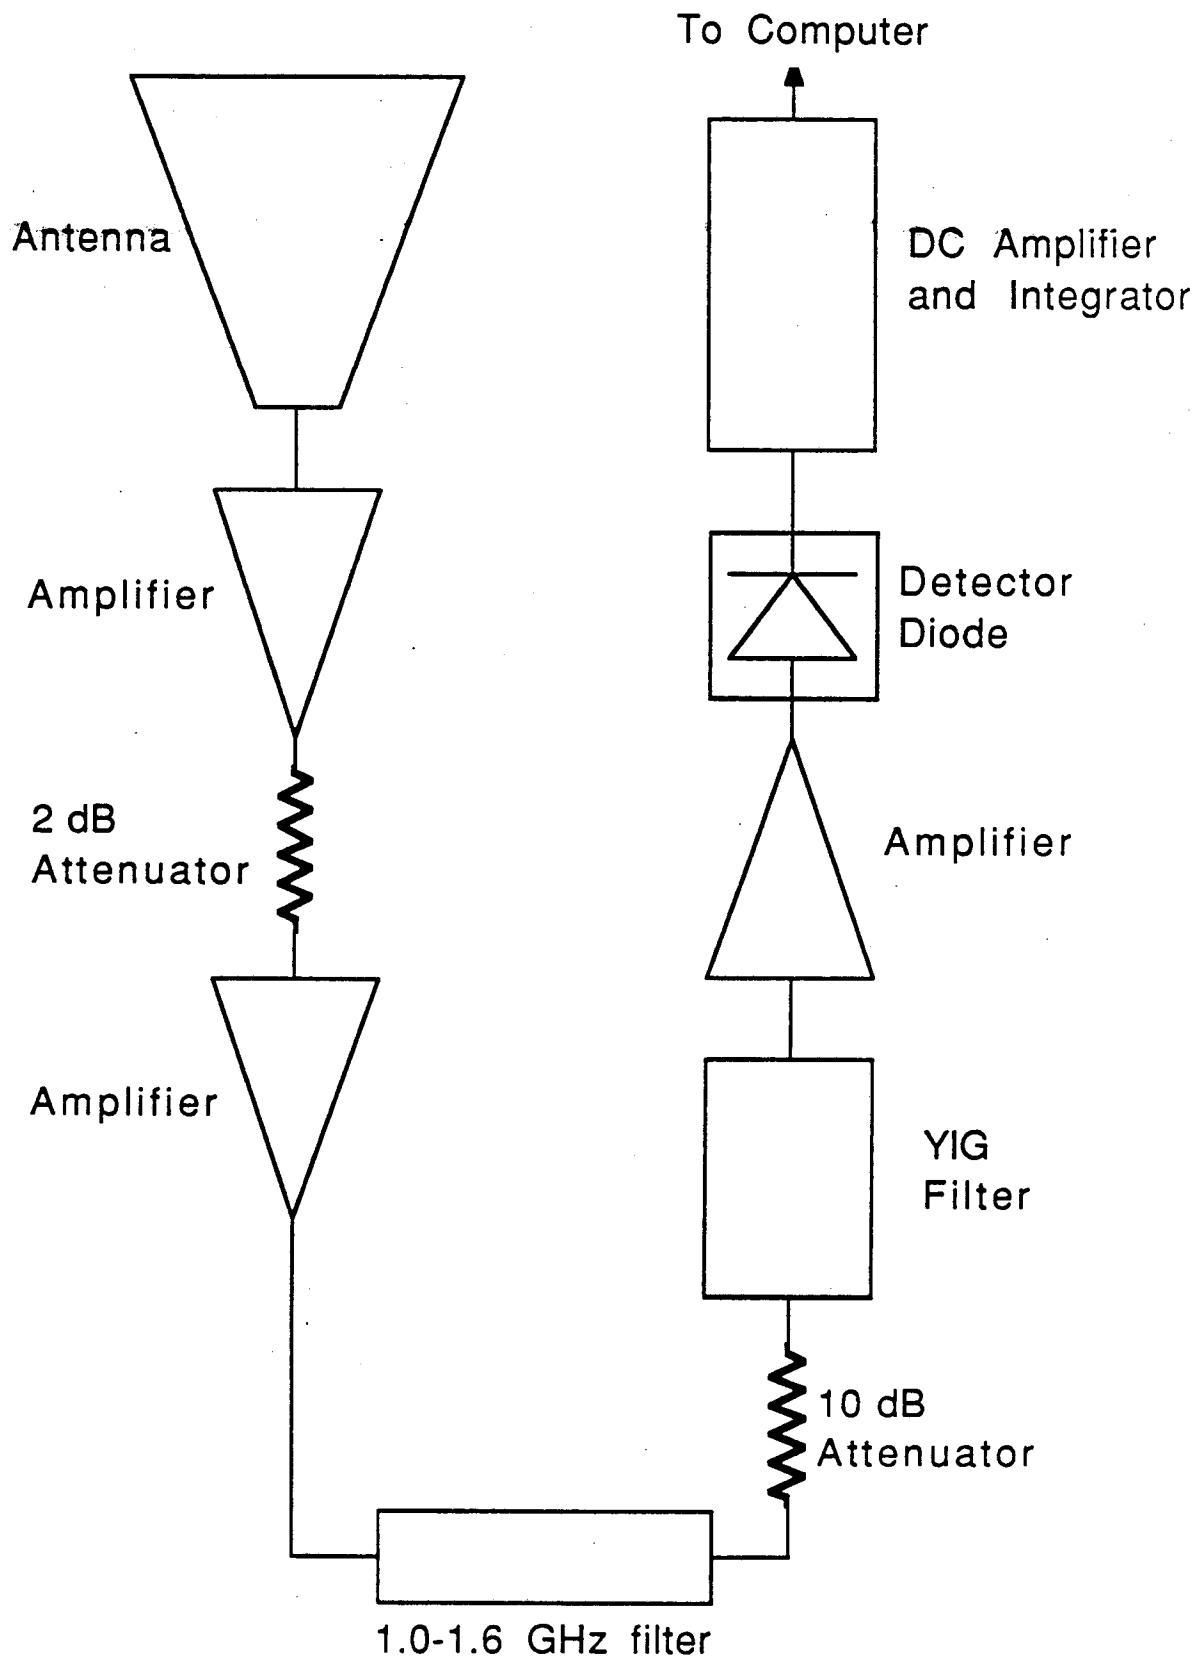 To Computer
Antenna
DC Amplifier
and Integrator
Amplifier
Detector
Diode
2 dB
Attenuator
Amplifier
Amplifier
YIG
Filter
10 dB
Attenuator
1.0-1.6 GHz filter